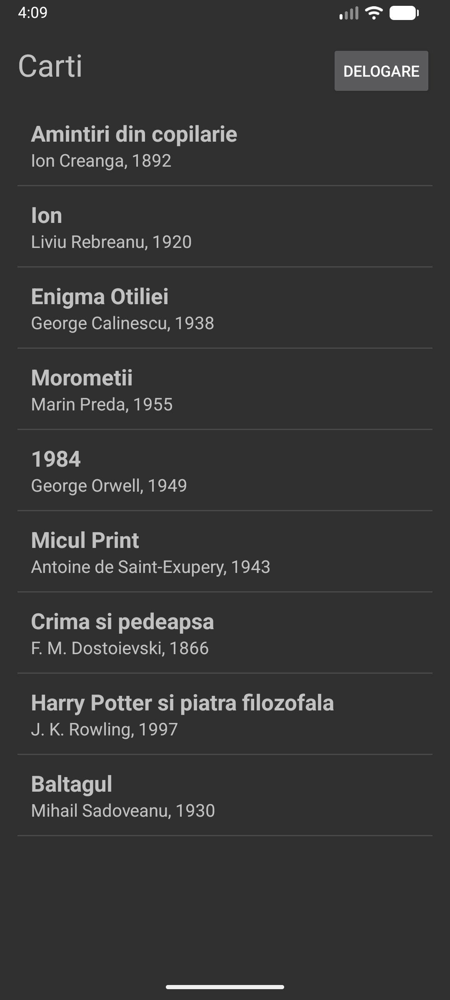 4:09
Carti
DELOGARE
Amintiri din copilarie
Ion Creanga, 1892
Ion
Liviu Rebreanu, 1920
Enigma Otiliei
George Calinescu, 1938
Morometii
Marin Preda, 1955
1984
George Orwell, 1949
Micul Print
Antoine de Saint-Exupery, 1943
Crima si pedeapsa
F. M. Dostoievski, 1866
Harry Potter si piatra filozofala
J. K. Rowling, 1997
Baltagul
Mihail Sadoveanu, 1930